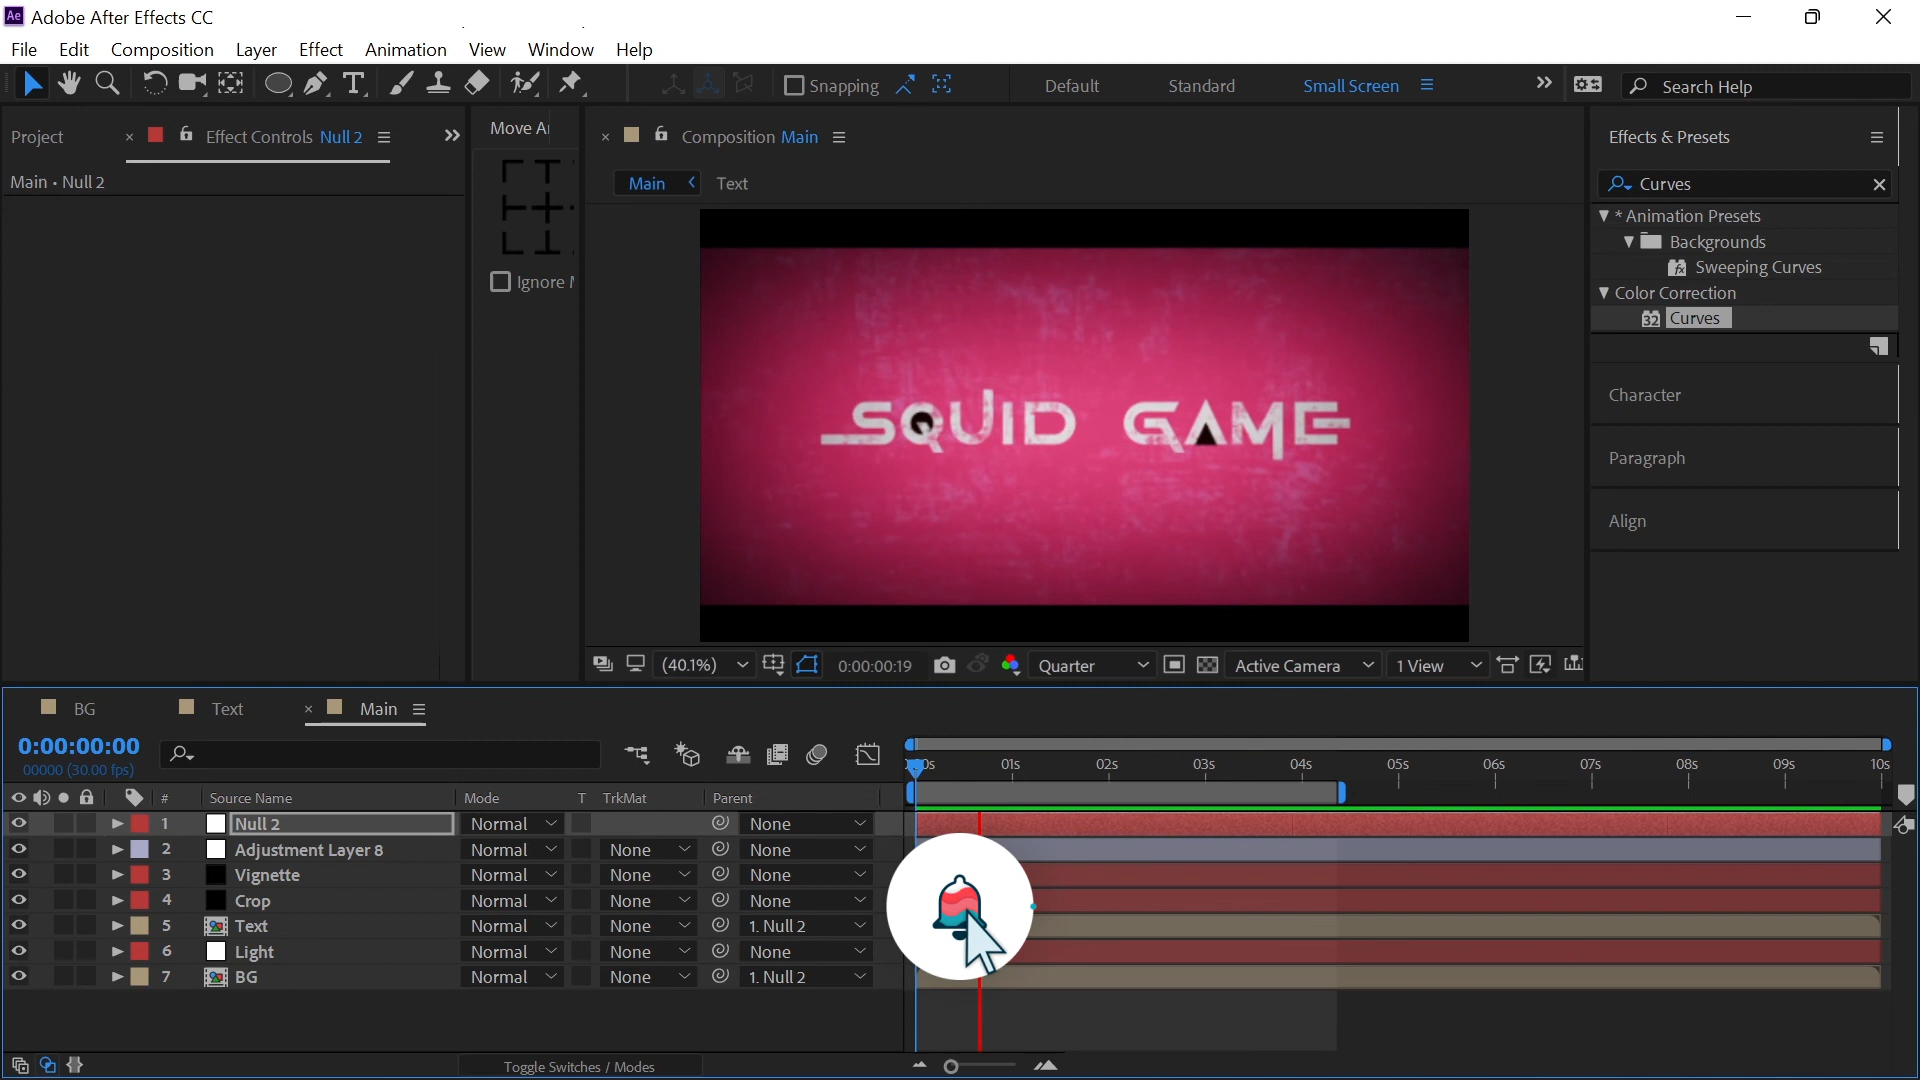 Ae Adobe After Effects CC
File Edit Composition Layer Effect Animation View Window Help
T Snapping Default Standard Small Screen Search Help
Project Effect Controls Null 2
Main • Null 2
Move
Ignore
Composition Main
Main Text
SQUID GAME
(40.1%) 0:00:00:19 Quarter Active Camera 1 View
Effects & Presets
Curves
* Animation Presets
Backgrounds
Sweeping Curves
Color Correction
32 Curves
Character
Paragraph
Align
BG Text Main
0:00:00:00
00000 (30.00 fps)
01s 02s 03s 04s 05s 06s 07s 08s 09s 10s
# Source Name Mode T TrkMat Parent
1 Null 2 Normal None
2 Adjustment Layer 8 Normal None None
3 Vignette Normal None None
4 Crop Normal None None
5 Text Normal None 1. Null 2
6 Light Normal None None
7 BG Normal None 1. Null 2
Toggle Switches / Modes